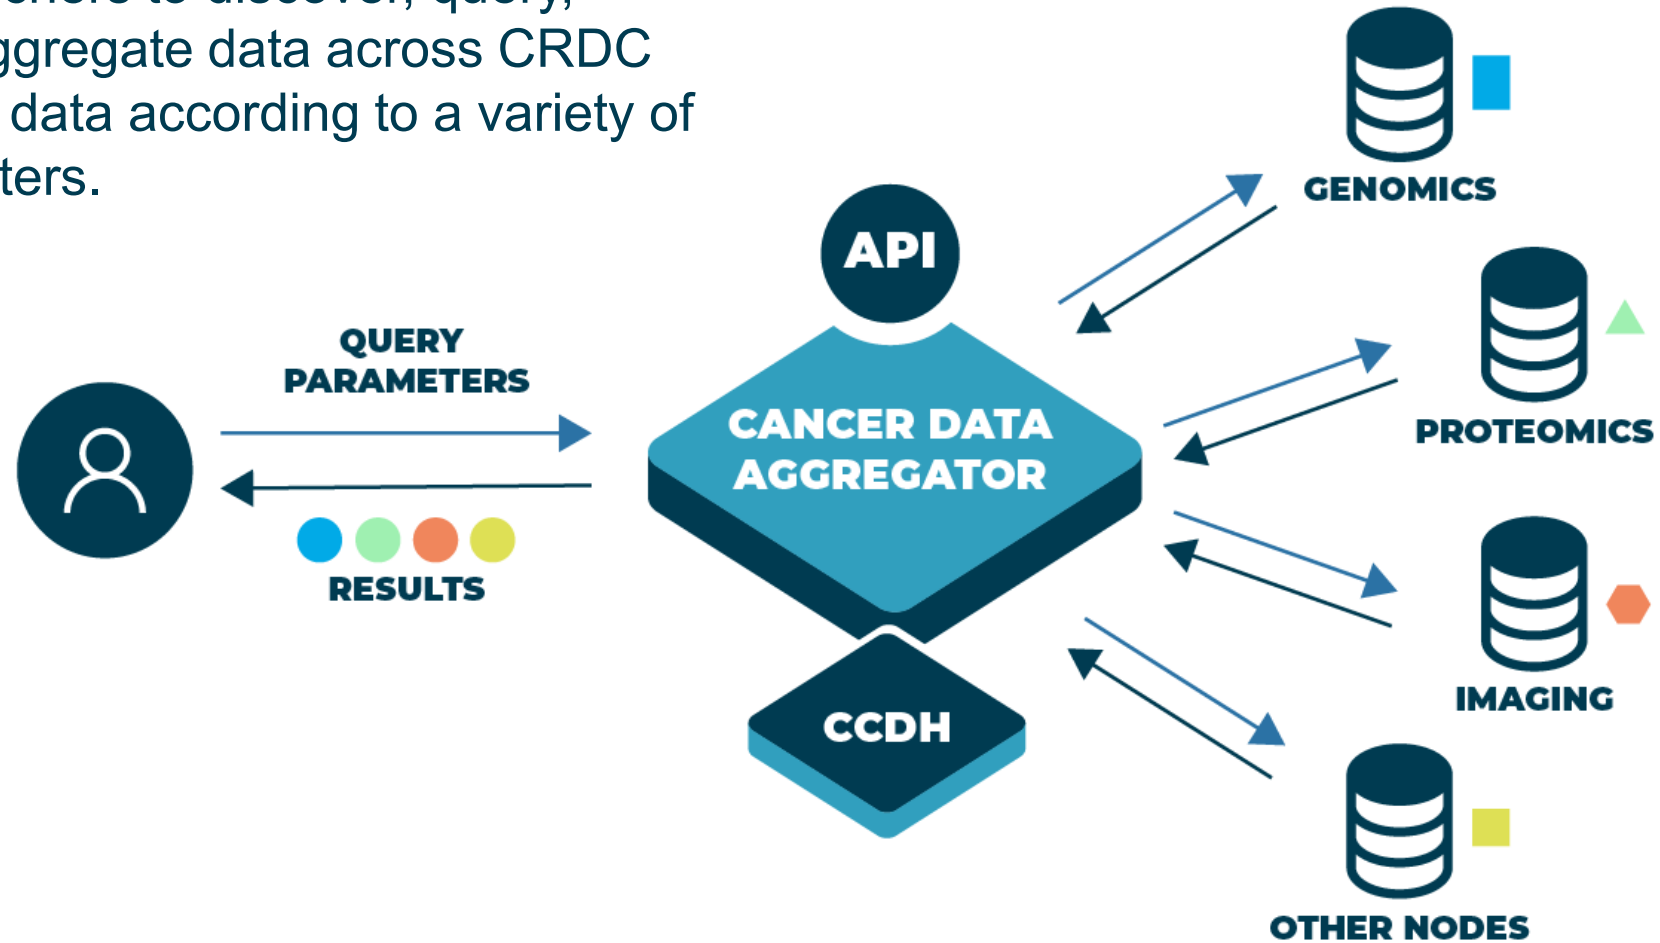 ggregate data across CRDC
data according to a variety of
ters.
API
QUERY
PARAMETERS
CANCER DATA
AGGREGATOR
RESULTS
CCDH
GENOMICS
PROTEOMICS
IMAGING
OTHER NODES